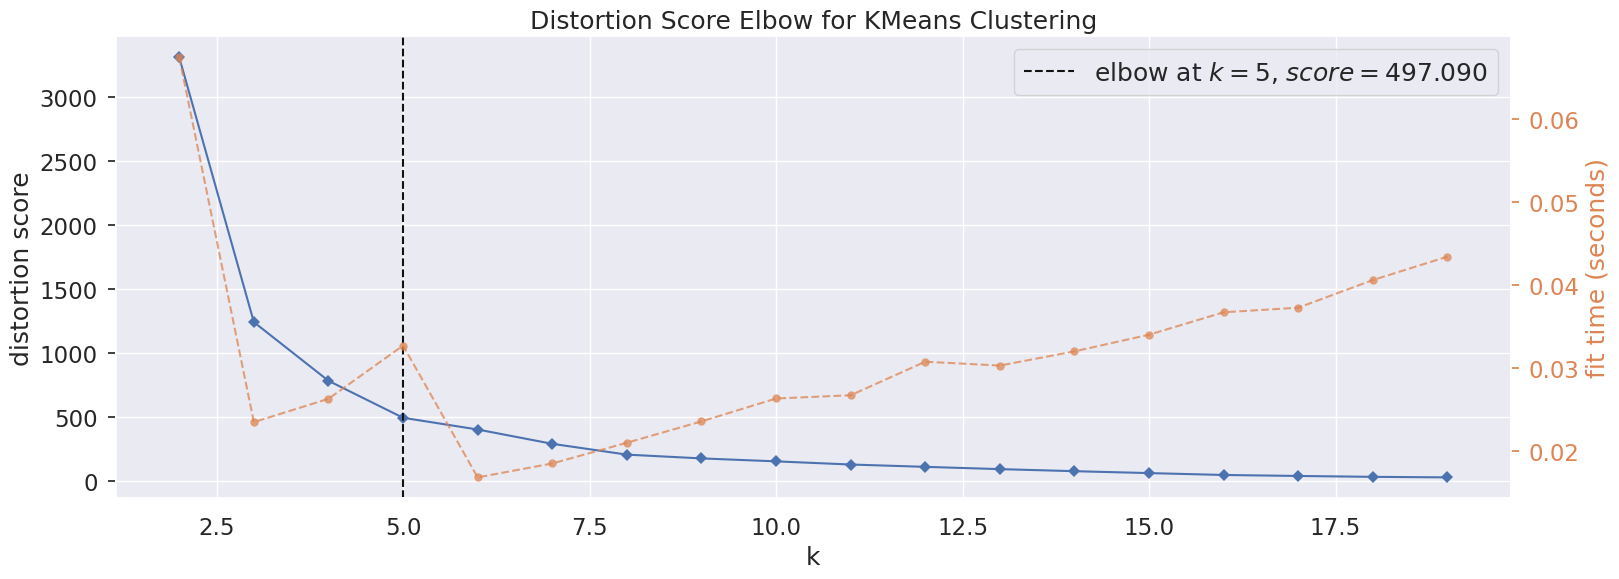 Distortion Score Elbow for KMeans Clustering
elbow at k = 5, score = 497.090
distortion score
3000
2500
2000
1500
1000
500
0
0.06
0.05
0.04
0.03
0.02
fit time (seconds)
2.5 5.0 7.5 10.0 12.5 15.0 17.5
k